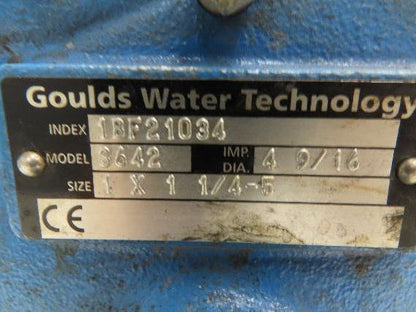 Goulds Water Technology
INDEX 1BF21034
MODEL 3642 IMP. DIA. 4 9/16
SIZE 1 X 1 1/4-5
CE